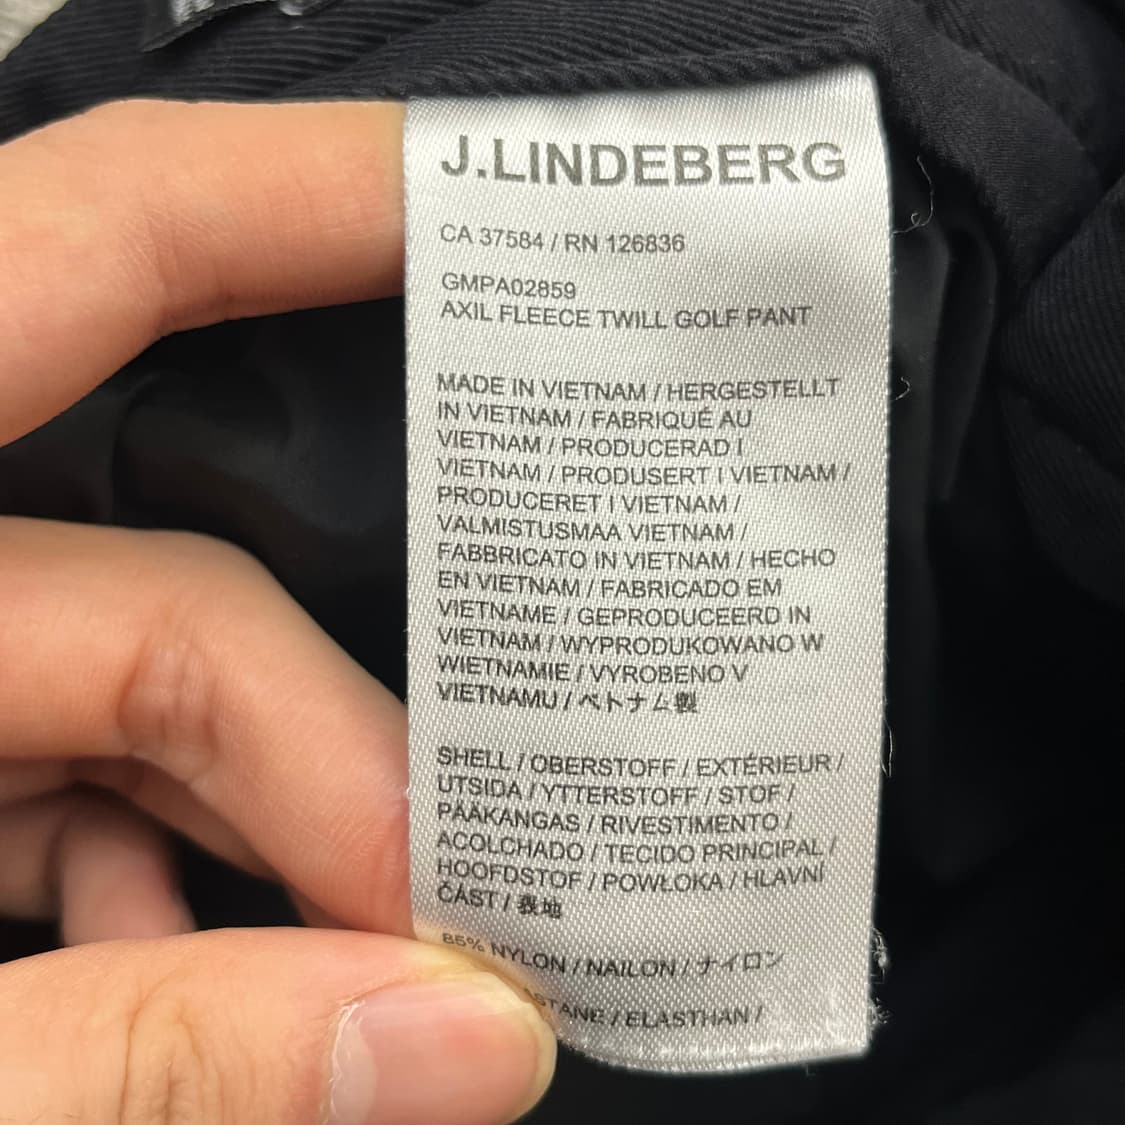 J.LINDEBERG
CA 37584 / RN 126836
GMPA02859
AXIL FLEECE TWILL GOLF PANT
MADE IN VIETNAM / HERGESTELLT
IN VIETNAM / FABRIQUÉ AU
VIETNAM / PRODUCERAD I
VIETNAM / PRODUSERT I VIETNAM /
PRODUCERET I VIETNAM /
VALMISTUSMAA VIETNAM /
FABBRICATO IN VIETNAM / HECHO
EN VIETNAM / FABRICADO EM
VIETNAME / GEPRODUCEERD IN
VIETNAM / WYPRODUKOWANO W
WIETNAMIE / VYROBENO V
VIETNAMU / ベトナム製
SHELL / OBERSTOFF / EXTÉRIEUR /
UTSIDA / YTTERSTOFF / STOF /
PÄÄKANGAS / RIVESTIMENTO /
ACOLCHADO / TECIDO PRINCIPAL /
HOOFDSTOF / POWŁOKA / HLAVNÍ
ČÁST / 表地
85% NYLON / NAILON / ナイロン
/ ELASTHAN /